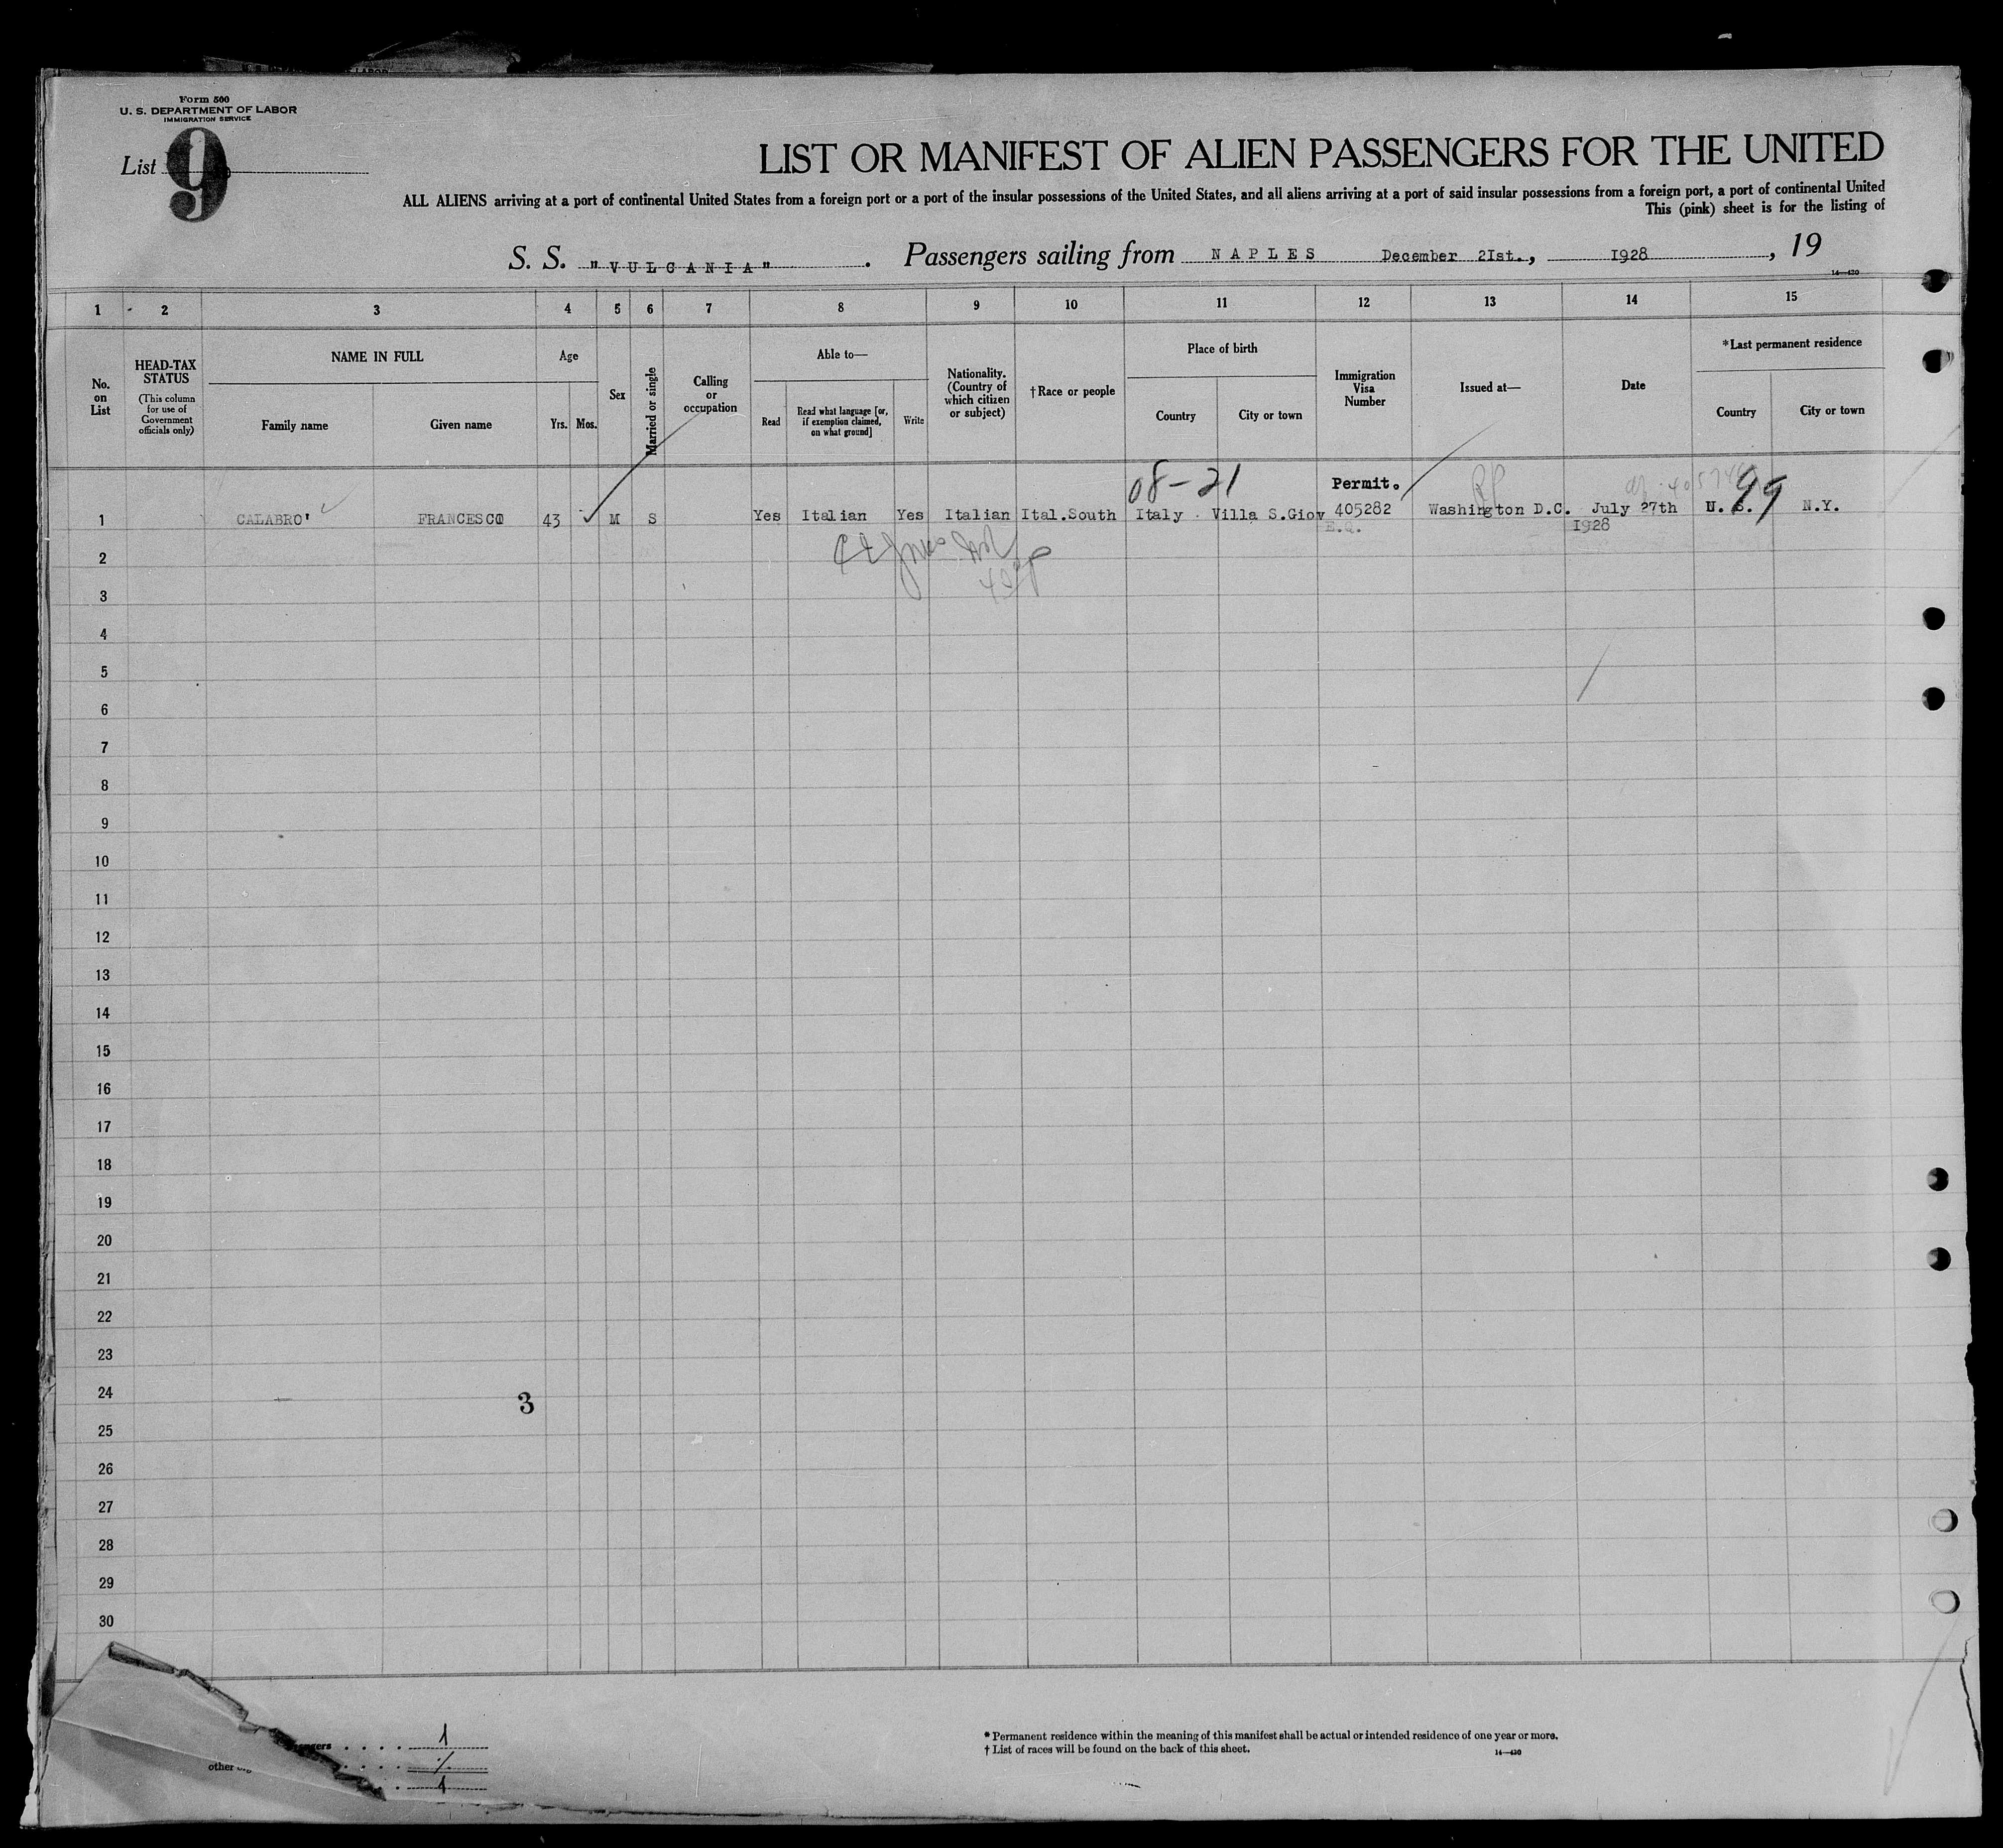 Form 500
U. S. DEPARTMENT OF LABOR
IMMIGRATION SERVICE
List 9
LIST OR MANIFEST OF ALIEN PASSENGERS FOR THE UNITED
ALL ALIENS arriving at a port of continental United States from a foreign port or a port of the insular possessions of the United States, and all aliens arriving at a port of said insular possessions from a foreign port, a port of continental United
This (pink) sheet is for the listing of
S. S. "VULCANIA". Passengers sailing from NAPLES December 2Ist., I928, 19
14—420
1 2 3 4 5 6 7 8 9 10 11 12 13 14 15
No. on List
HEAD-TAX STATUS
(This column for use of Government officials only)
NAME IN FULL
Family name
Given name
Age
Yrs. Mos.
Sex
Married or single
Calling or occupation
Able to—
Read
Read what language [or, if exemption claimed, on what ground]
Write
Nationality. (Country of which citizen or subject)
†Race or people
Place of birth
Country
City or town
Immigration Visa Number
Issued at—
Date
*Last permanent residence
Country
City or town
08-21 Permit. 99
1 CALABRO' FRANCESCO 43 M S Yes Italian Yes Italian Ital.South Italy Villa S.Giov 405282 Washington D.C. July 27th U. S. N.Y.
E.Q. I928
2
3
4
5
6
7
8
9
10
11
12
13
14
15
16
17
18
19
20
21
22
23
24
3
25
26
27
28
29
30
1
other
1
* Permanent residence within the meaning of this manifest shall be actual or intended residence of one year or more.
† List of races will be found on the back of this sheet.
14—420